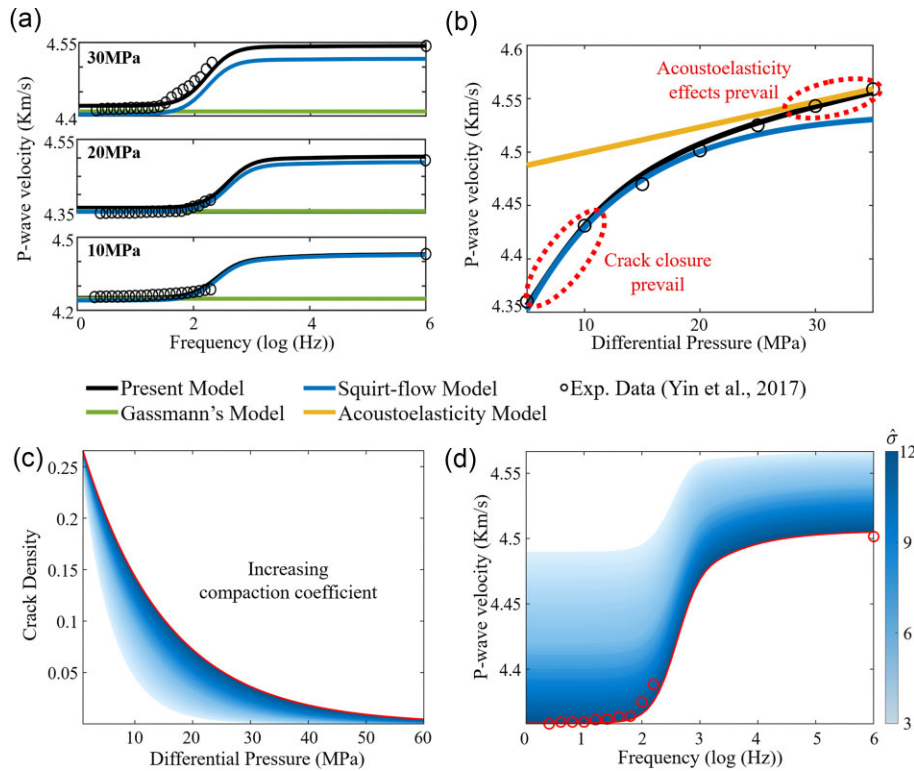 (a)
P-wave velocity (Km/s)
4.55
30MPa
4.4
4.55
20MPa
4.35
4.5
10MPa
4.2
0 2 4 6
Frequency (log (Hz))
(b)
P-wave velocity (Km/s)
4.6
4.55
4.5
4.45
4.4
4.35
Acoustoelasticity
effects prevail
Crack closure
prevail
10 20 30
Differential Pressure (MPa)
Present Model
Squirt-flow Model
Exp. Data (Yin et al., 2017)
Gassmann's Model
Acoustoelasticity Model
(c)
Crack Density
0.25
0.2
0.15
0.1
0.05
Increasing
compaction coefficient
0 10 20 30 40 50 60
Differential Pressure (MPa)
(d)
P-wave velocity (Km/s)
4.55
4.5
4.45
4.4
0 1 2 3 4 5 6
Frequency (log (Hz))
σ̂
12
9
6
3